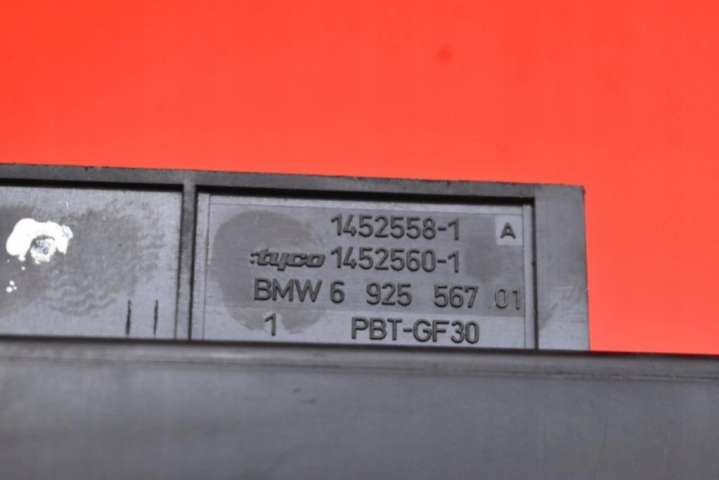 1452558-1 A
tyco 1452560-1
BMW 6 925 567 01
1 PBT-GF30